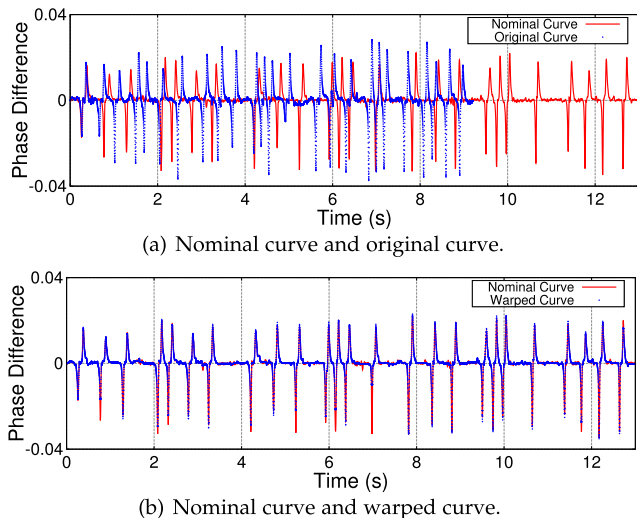 0.04
Nominal Curve
Original Curve
Phase Difference
0
-0.04
0 2 4 6 8 10 12
Time (s)
(a) Nominal curve and original curve.
0.04
Nominal Curve
Warped Curve
Phase Difference
0
-0.04
0 2 4 6 8 10 12
Time (s)
(b) Nominal curve and warped curve.